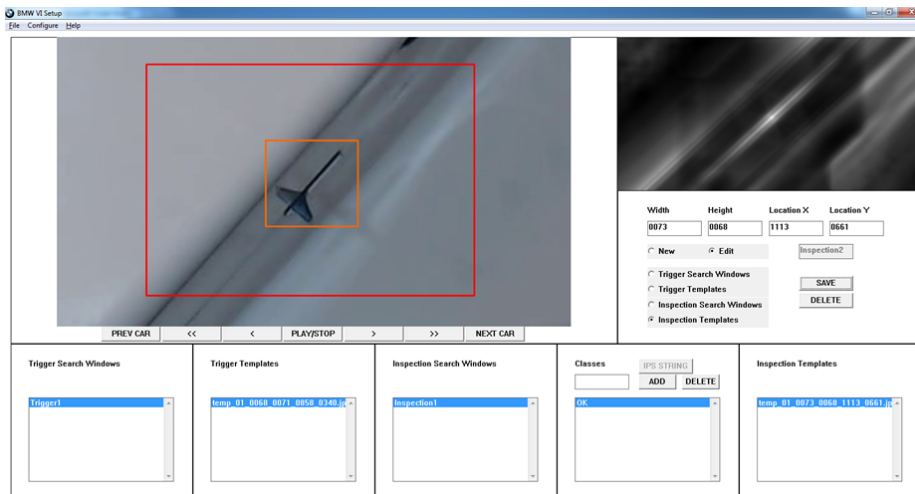 BMW VI Setup
File Configure Help
Width Height Location X Location Y
0073 0068 1113 0661
New Edit Inspection2
Trigger Search Windows
Trigger Templates
Inspection Search Windows
Inspection Templates
SAVE
DELETE
PREV CAR << < PLAY/STOP > >> NEXT CAR
Trigger Search Windows
Trigger1
Trigger Templates
temp_01_0068_0071_0058_0340.jp
Inspection Search Windows
Inspection1
Classes IPS STRING
ADD DELETE
OK
Inspection Templates
temp_01_0073_0068_1113_0661.jp